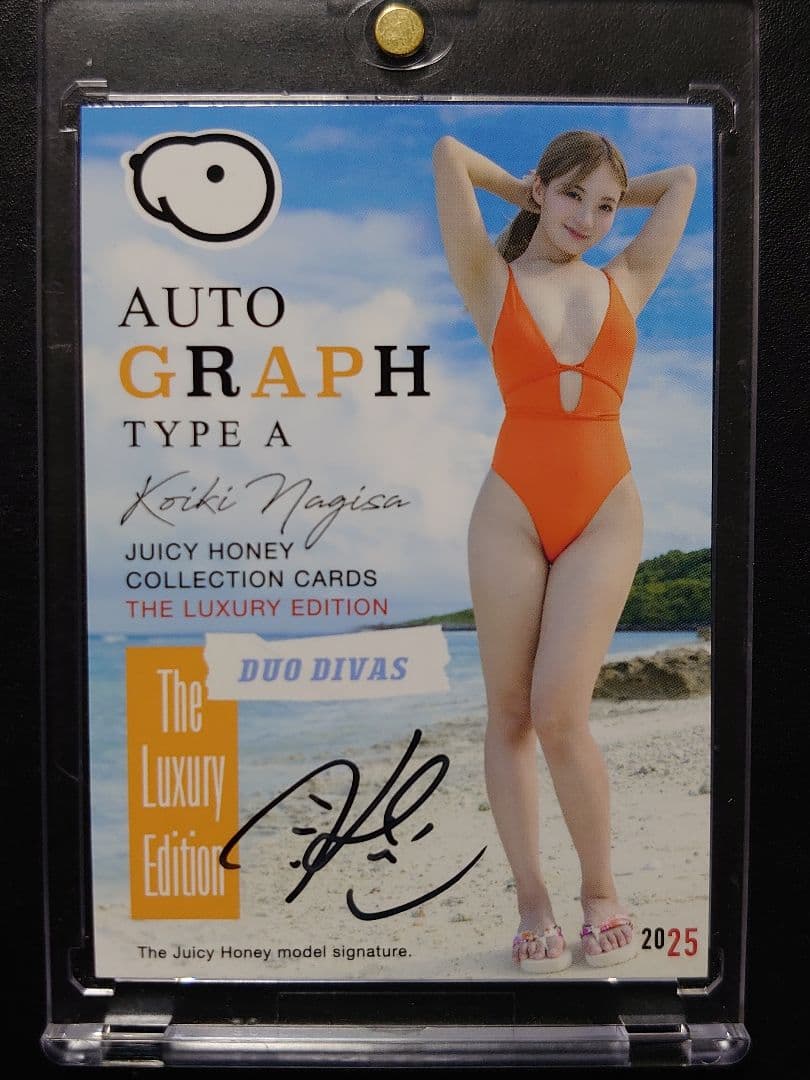 AUTO
GRAPH
TYPE A
Koiki Nagisa
JUICY HONEY
COLLECTION CARDS
THE LUXURY EDITION
DUO DIVAS
The
Luxury
Edition
The Juicy Honey model signature.
2025